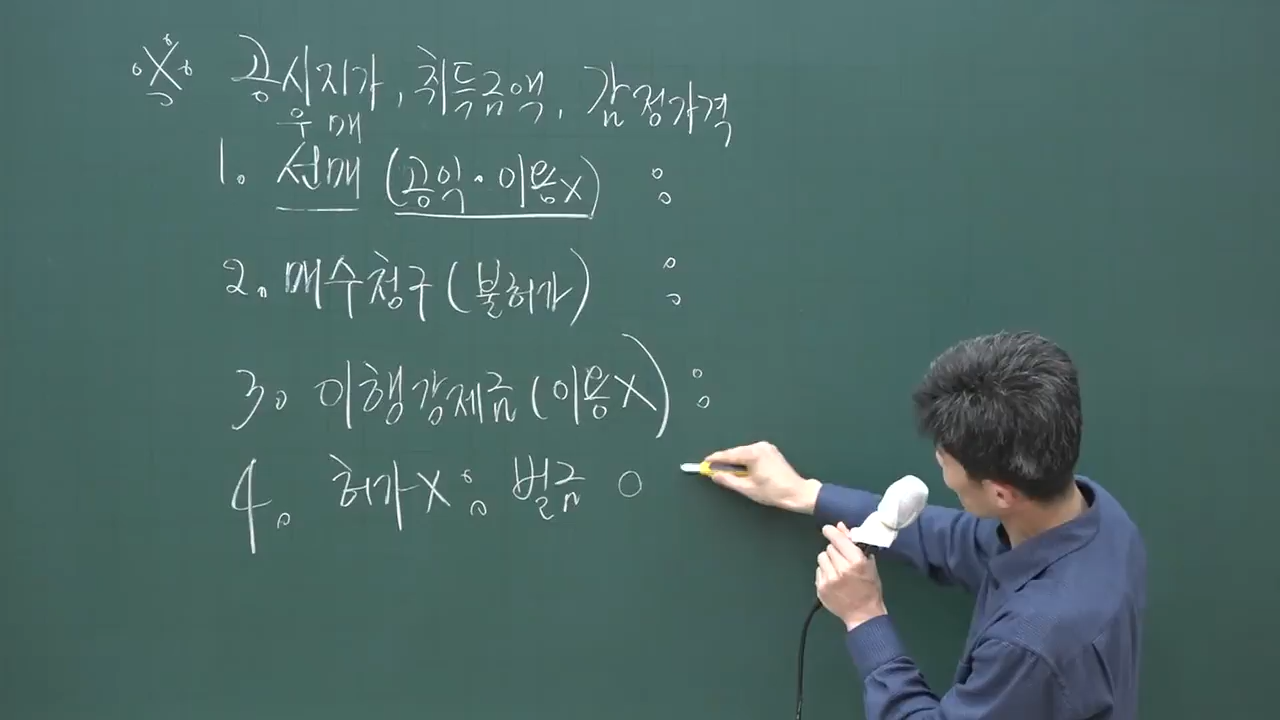 ※ 공시지가, 취득금액, 감정가격
우매
1. 선매 (공익·이용X) :
2. 매수청구 (불허가) :
3. 이행강제금 (이용X) :
4. 허가X : 벌금 O